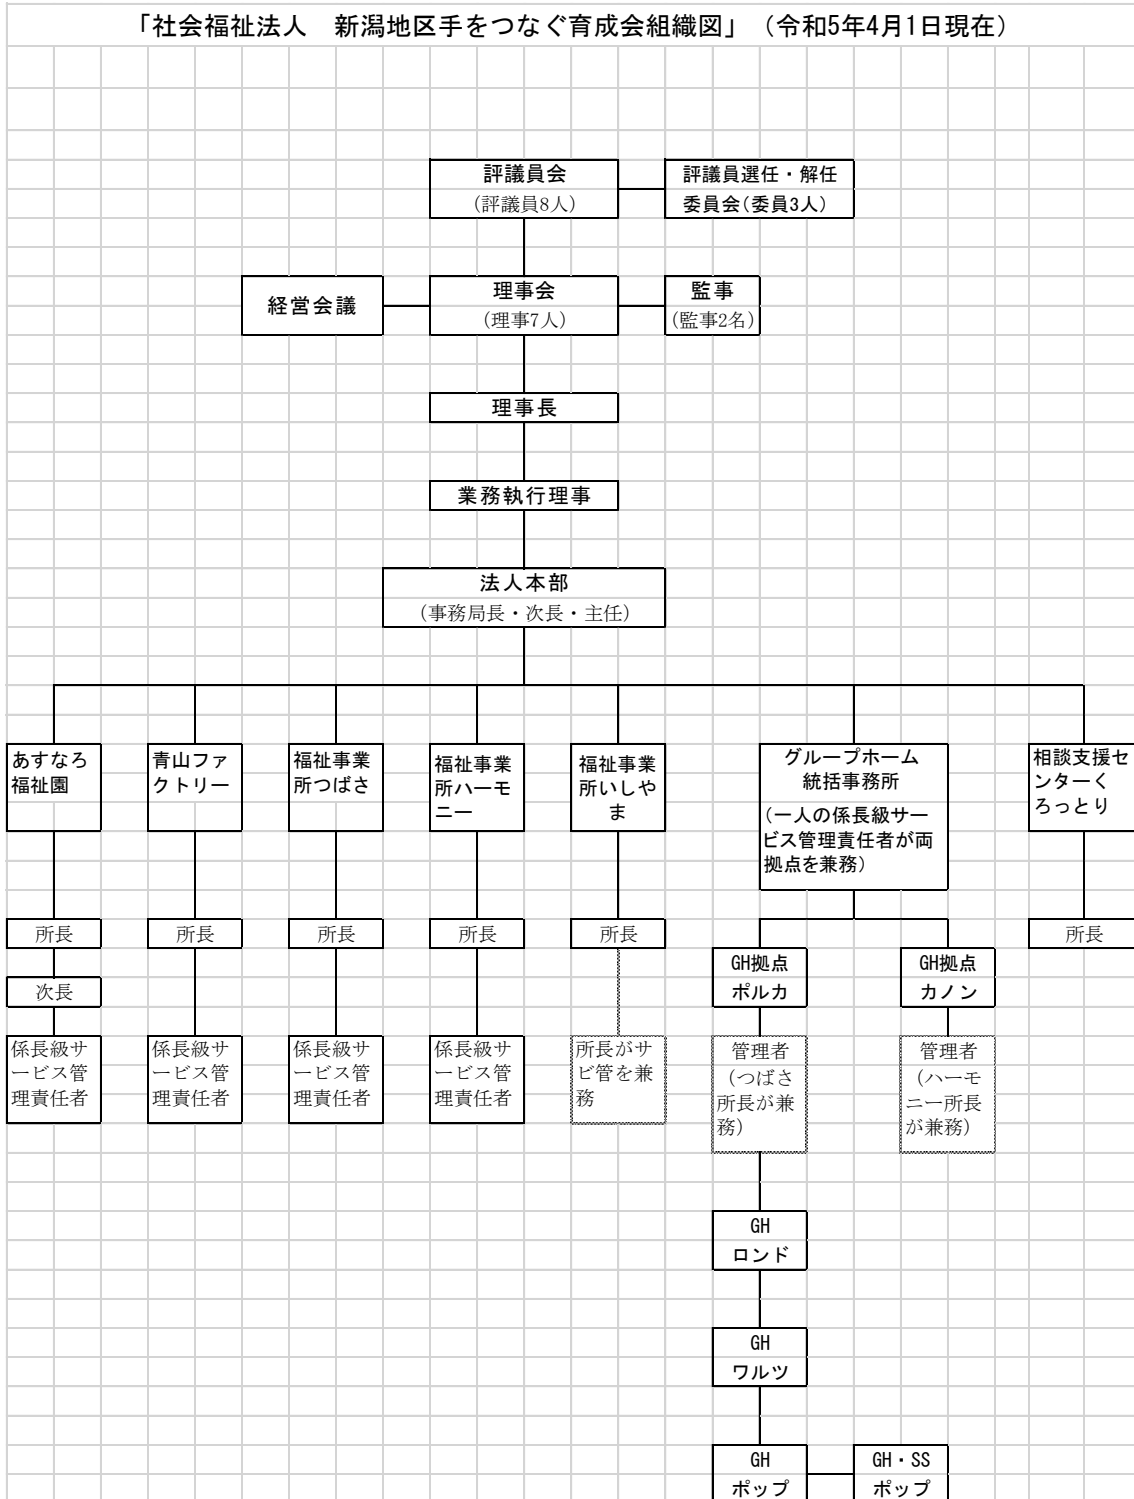 「社会福祉法人　新潟地区手をつなぐ育成会組織図」（令和5年4月1日現在）
評議員会
（評議員8人）
評議員選任・解任
委員会（委員3人）
経営会議
理事会
（理事7人）
監事
（監事2名）
理事長
業務執行理事
法人本部
（事務局長・次長・主任）
あすなろ
福祉園
青山ファ
クトリー
福祉事業
所つばさ
福祉事業
所ハーモ
ニー
福祉事業
所いしや
ま
グループホーム
統括事務所
（一人の係長級サー
ビス管理責任者が両
拠点を兼務）
相談支援セ
ンターく
ろっとり
所長
所長
所長
所長
所長
所長
次長
GH拠点
ポルカ
GH拠点
カノン
係長級サ
ービス管
理責任者
係長級サ
ービス管
理責任者
係長級サ
ービス管
理責任者
係長級サ
ービス管
理責任者
所長がサ
ビ管を兼
務
管理者
（つばさ
所長が兼
務）
管理者
（ハーモ
ニー所長
が兼務）
GH
ロンド
GH
ワルツ
GH
ポップ
GH・SS
ポップ